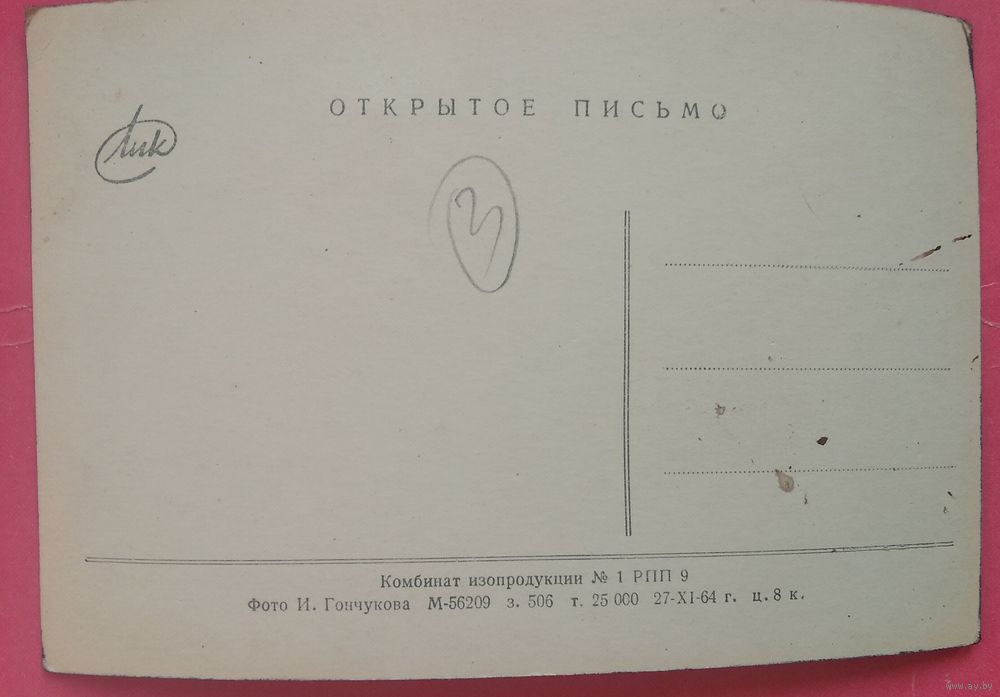 ОТКРЫТОЕ ПИСЬМО
Лик
3
Комбинат изопродукции № 1 РПП 9
Фото И. Гончукова М-56209 з. 506 т. 25 000 27-XI-64 г. ц. 8 к.
www.ay.by